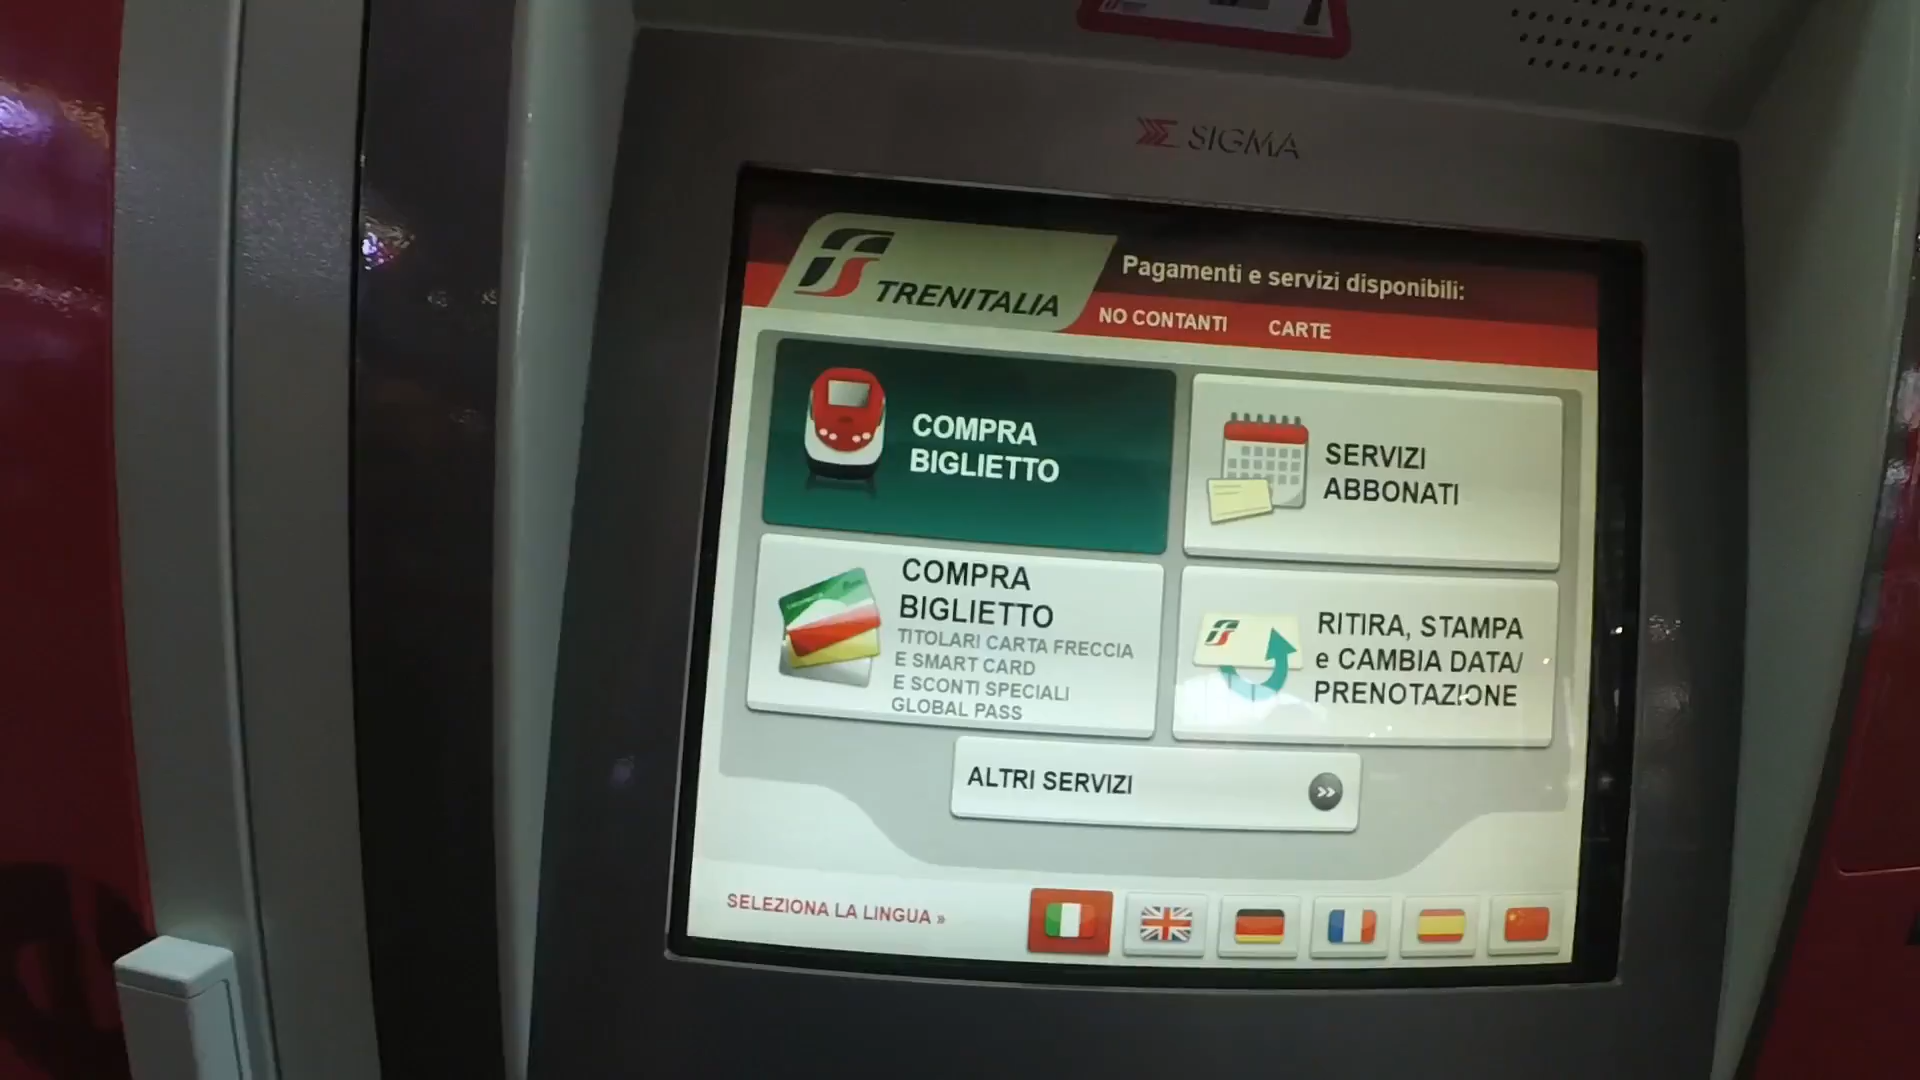 SIGMA
TRENITALIA
Pagamenti e servizi disponibili:
NO CONTANTI CARTE
COMPRA
BIGLIETTO
SERVIZI
ABBONATI
COMPRA
BIGLIETTO
TITOLARI CARTA FRECCIA
E SMART CARD
E SCONTI SPECIALI
GLOBAL PASS
RITIRA, STAMPA
e CAMBIA DATA/
PRENOTAZIONE
ALTRI SERVIZI »
SELEZIONA LA LINGUA »